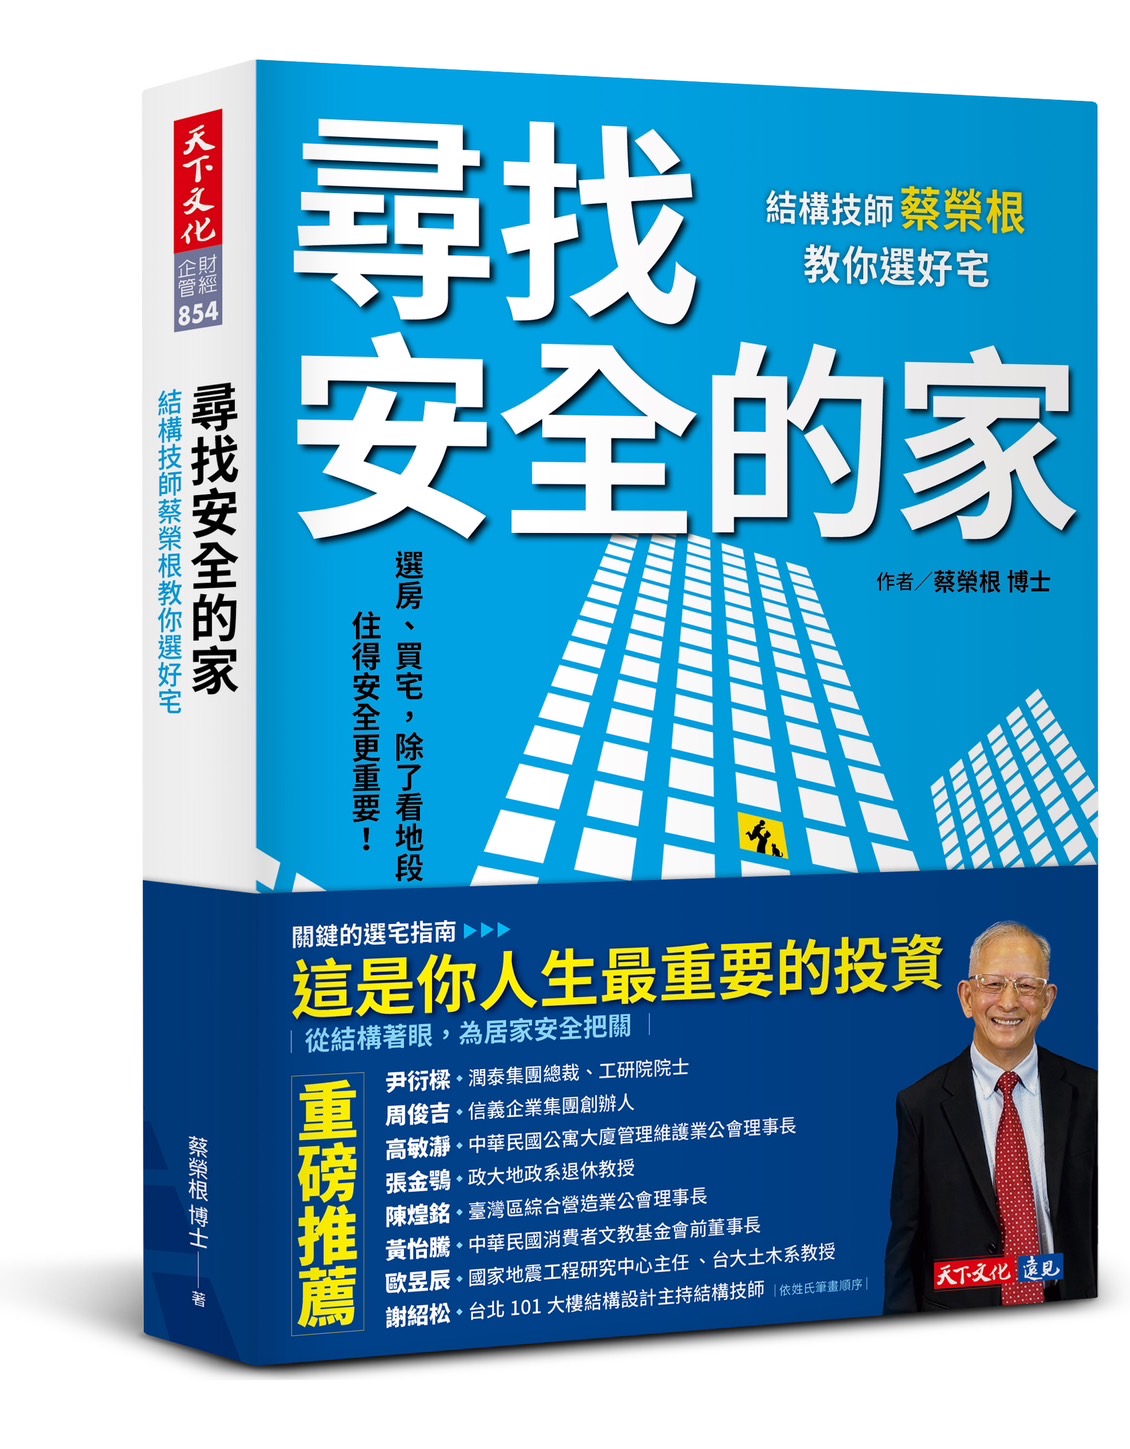 天下文化
財經
企管
854
尋找安全的家
結構技師蔡榮根教你選好宅
蔡榮根 博士——著
尋找
安全的家
結構技師 蔡榮根
教你選好宅
作者／蔡榮根 博士
選房、買宅，除了看地段
住得安全更重要！
關鍵的選宅指南
這是你人生最重要的投資
｜從結構著眼，為居家安全把關｜
重磅推薦
尹衍樑・潤泰集團總裁、工研院院士
周俊吉・信義企業集團創辦人
高敏瀞・中華民國公寓大廈管理維護業公會理事長
張金鶚・政大地政系退休教授
陳煌銘・臺灣區綜合營造業公會理事長
黃怡騰・中華民國消費者文教基金會前董事長
歐昱辰・國家地震工程研究中心主任、台大土木系教授
謝紹松・台北 101 大樓結構設計主持結構技師 ｜依姓氏筆畫順序｜
天下文化 遠見